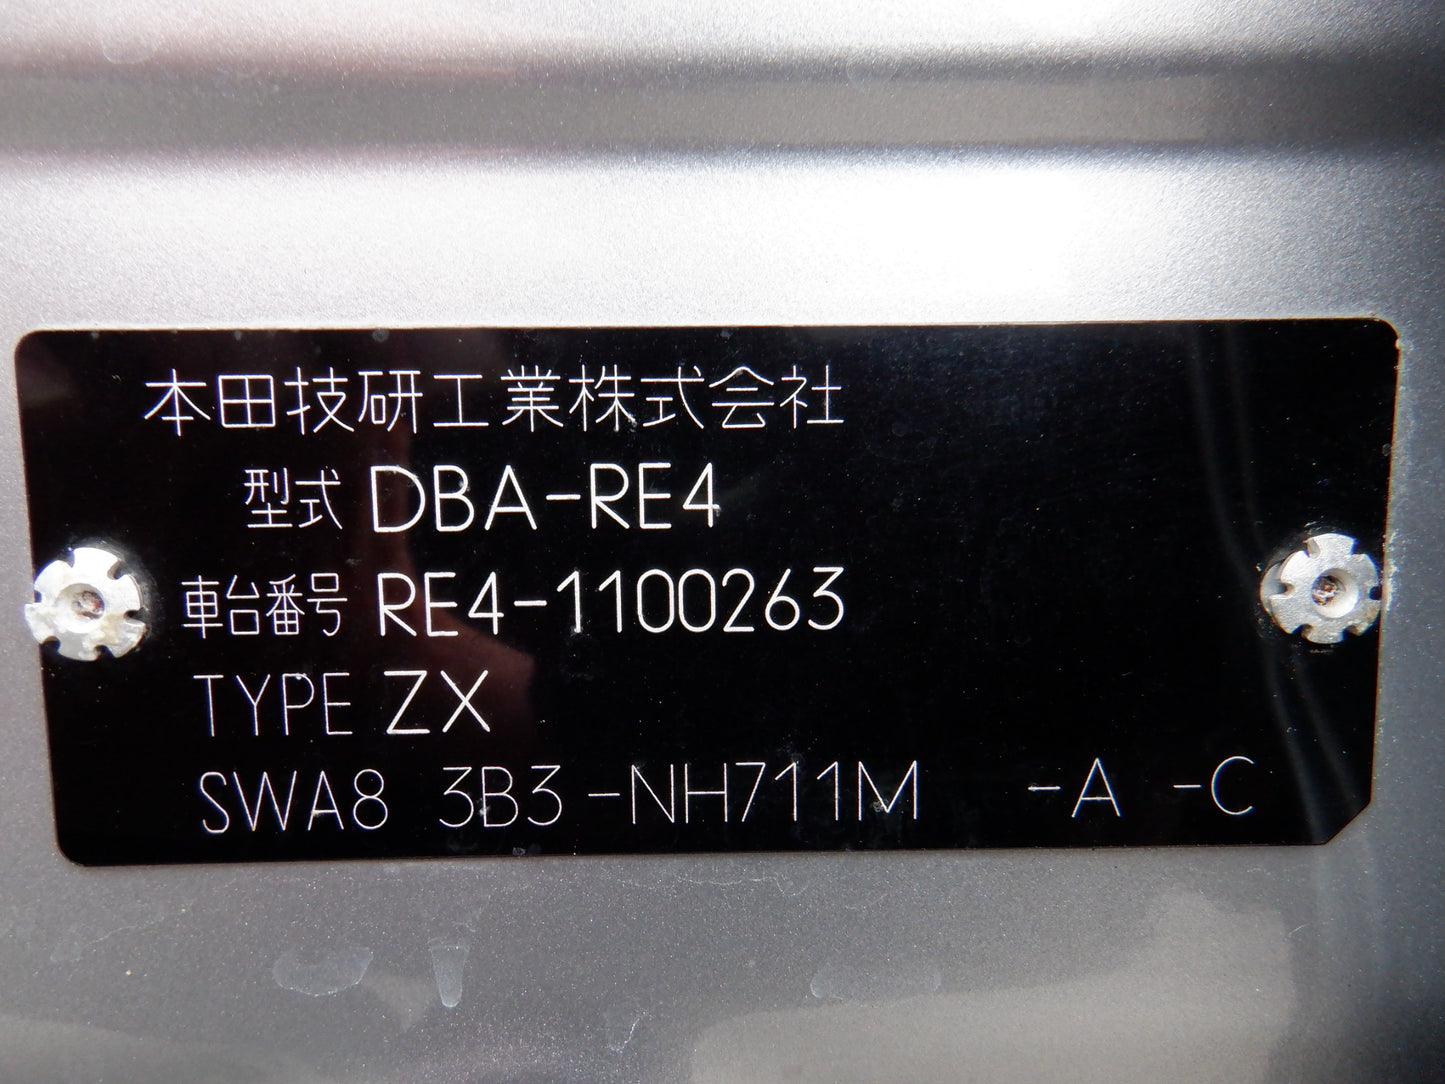 本田技研工業株式会社
型式 DBA-RE4
車台番号 RE4-1100263
TYPE ZX
SWA8 3B3 -NH711M -A -C